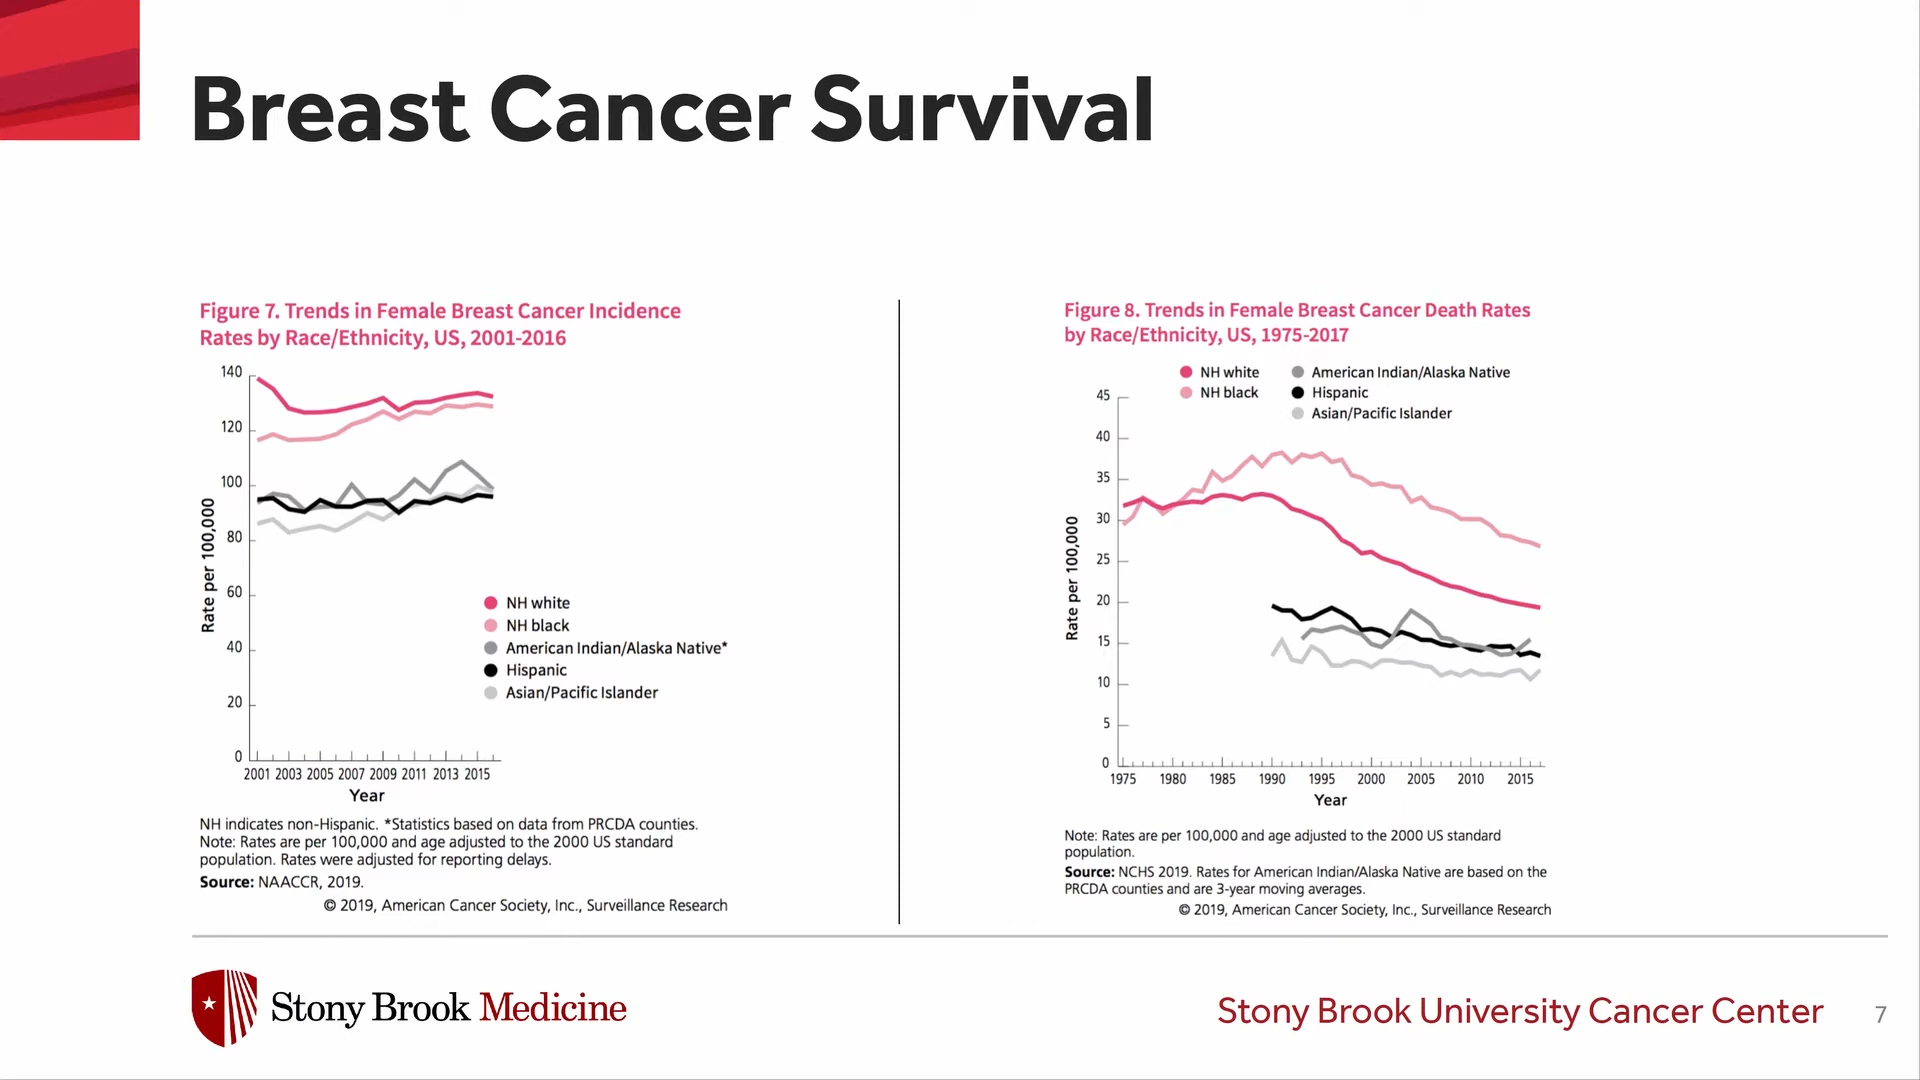 Breast Cancer Survival
Figure 7. Trends in Female Breast Cancer Incidence
Rates by Race/Ethnicity, US, 2001-2016
140
120
100
80
60
40
20
0
Rate per 100,000
NH white
NH black
American Indian/Alaska Native*
Hispanic
Asian/Pacific Islander
2001 2003 2005 2007 2009 2011 2013 2015
Year
NH indicates non-Hispanic. *Statistics based on data from PRCDA counties.
Note: Rates are per 100,000 and age adjusted to the 2000 US standard
population. Rates were adjusted for reporting delays.
Source: NAACCR, 2019.
© 2019, American Cancer Society, Inc., Surveillance Research
Figure 8. Trends in Female Breast Cancer Death Rates
by Race/Ethnicity, US, 1975-2017
NH white
NH black
American Indian/Alaska Native
Hispanic
Asian/Pacific Islander
45
40
35
30
25
20
15
10
5
0
Rate per 100,000
1975 1980 1985 1990 1995 2000 2005 2010 2015
Year
Note: Rates are per 100,000 and age adjusted to the 2000 US standard
population.
Source: NCHS 2019. Rates for American Indian/Alaska Native are based on the
PRCDA counties and are 3-year moving averages.
© 2019, American Cancer Society, Inc., Surveillance Research
Stony Brook Medicine
Stony Brook University Cancer Center
7